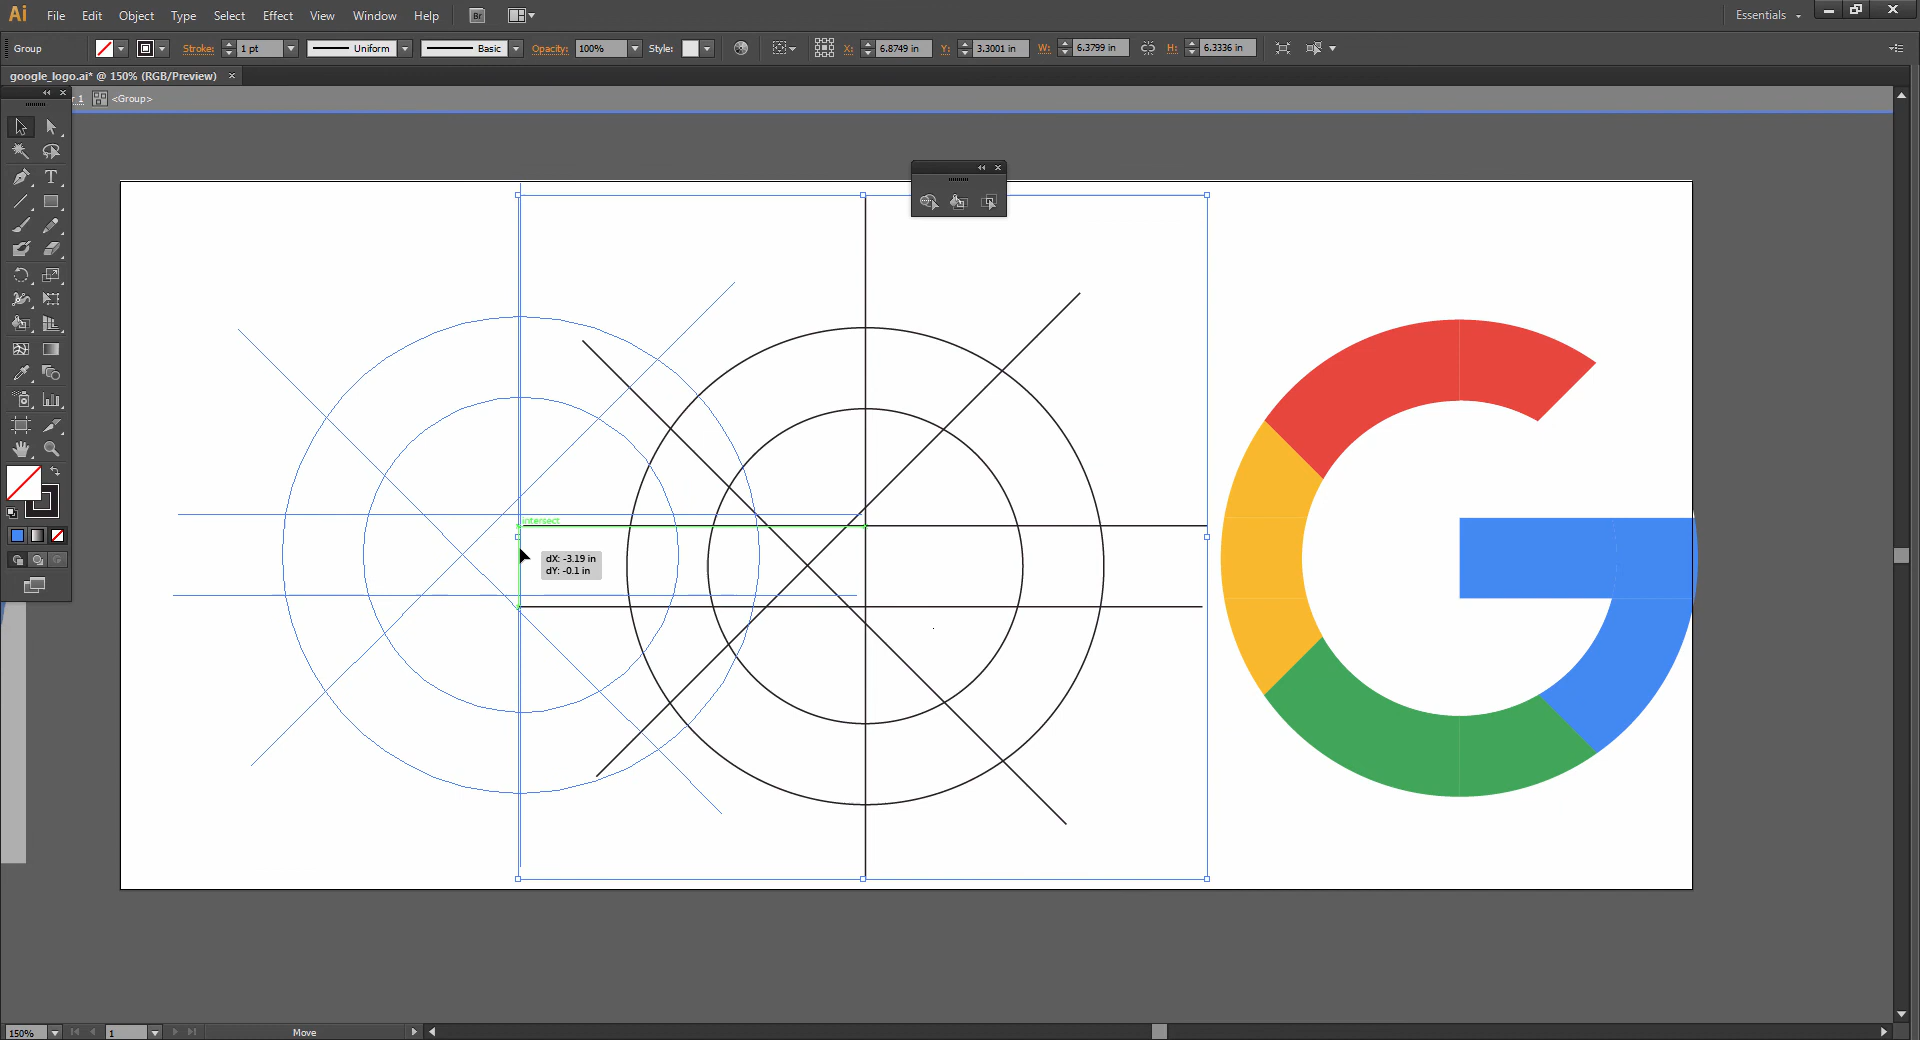 Ai File Edit Object Type Select Effect View Window Help Br Essentials
Group Stroke: 1 pt Uniform Basic Opacity: 100% Style: X: 6.8749 in Y: 3.3001 in W: 6.3799 in H: 6.3336 in
google_logo.ai* @ 150% (RGB/Preview)
r 1 <Group>
T
intersect
dX: -3.19 in
dY: -0.1 in
150% 1 Move